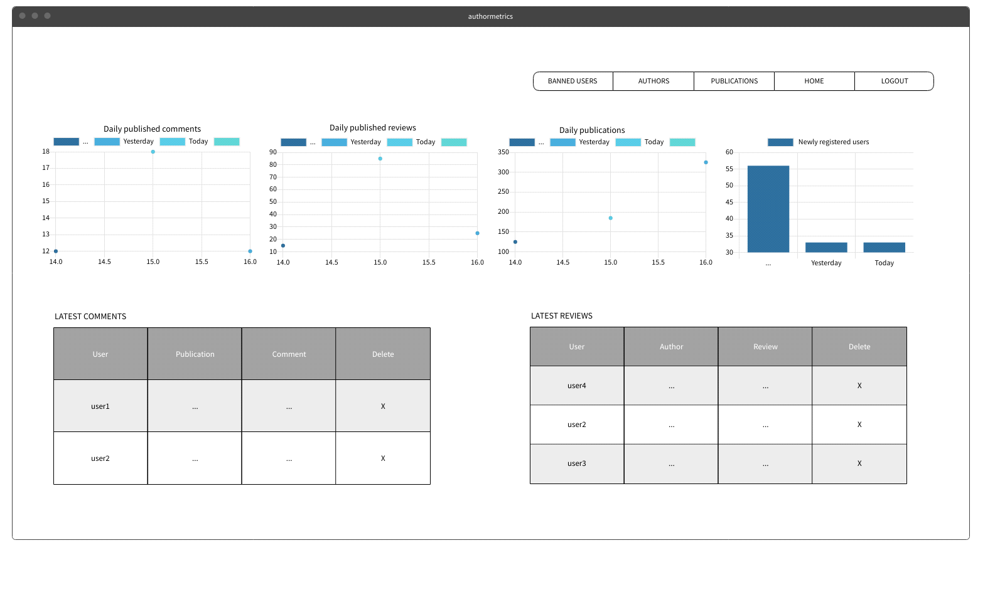 authormetrics
BANNED USERS AUTHORS PUBLICATIONS HOME LOGOUT
Daily published comments
... Yesterday Today
18
17
16
15
14
13
12
14.0 14.5 15.0 15.5 16.0
Daily published reviews
... Yesterday Today
90
80
70
60
50
40
30
20
10
14.0 14.5 15.0 15.5 16.0
Daily publications
... Yesterday Today
350
300
250
200
150
100
14.0 14.5 15.0 15.5 16.0
Newly registered users
60
55
50
45
40
35
30
... Yesterday Today
LATEST COMMENTS
User Publication Comment Delete
user1 ... ... X
user2 ... ... X
LATEST REVIEWS
User Author Review Delete
user4 ... ... X
user2 ... ... X
user3 ... ... X